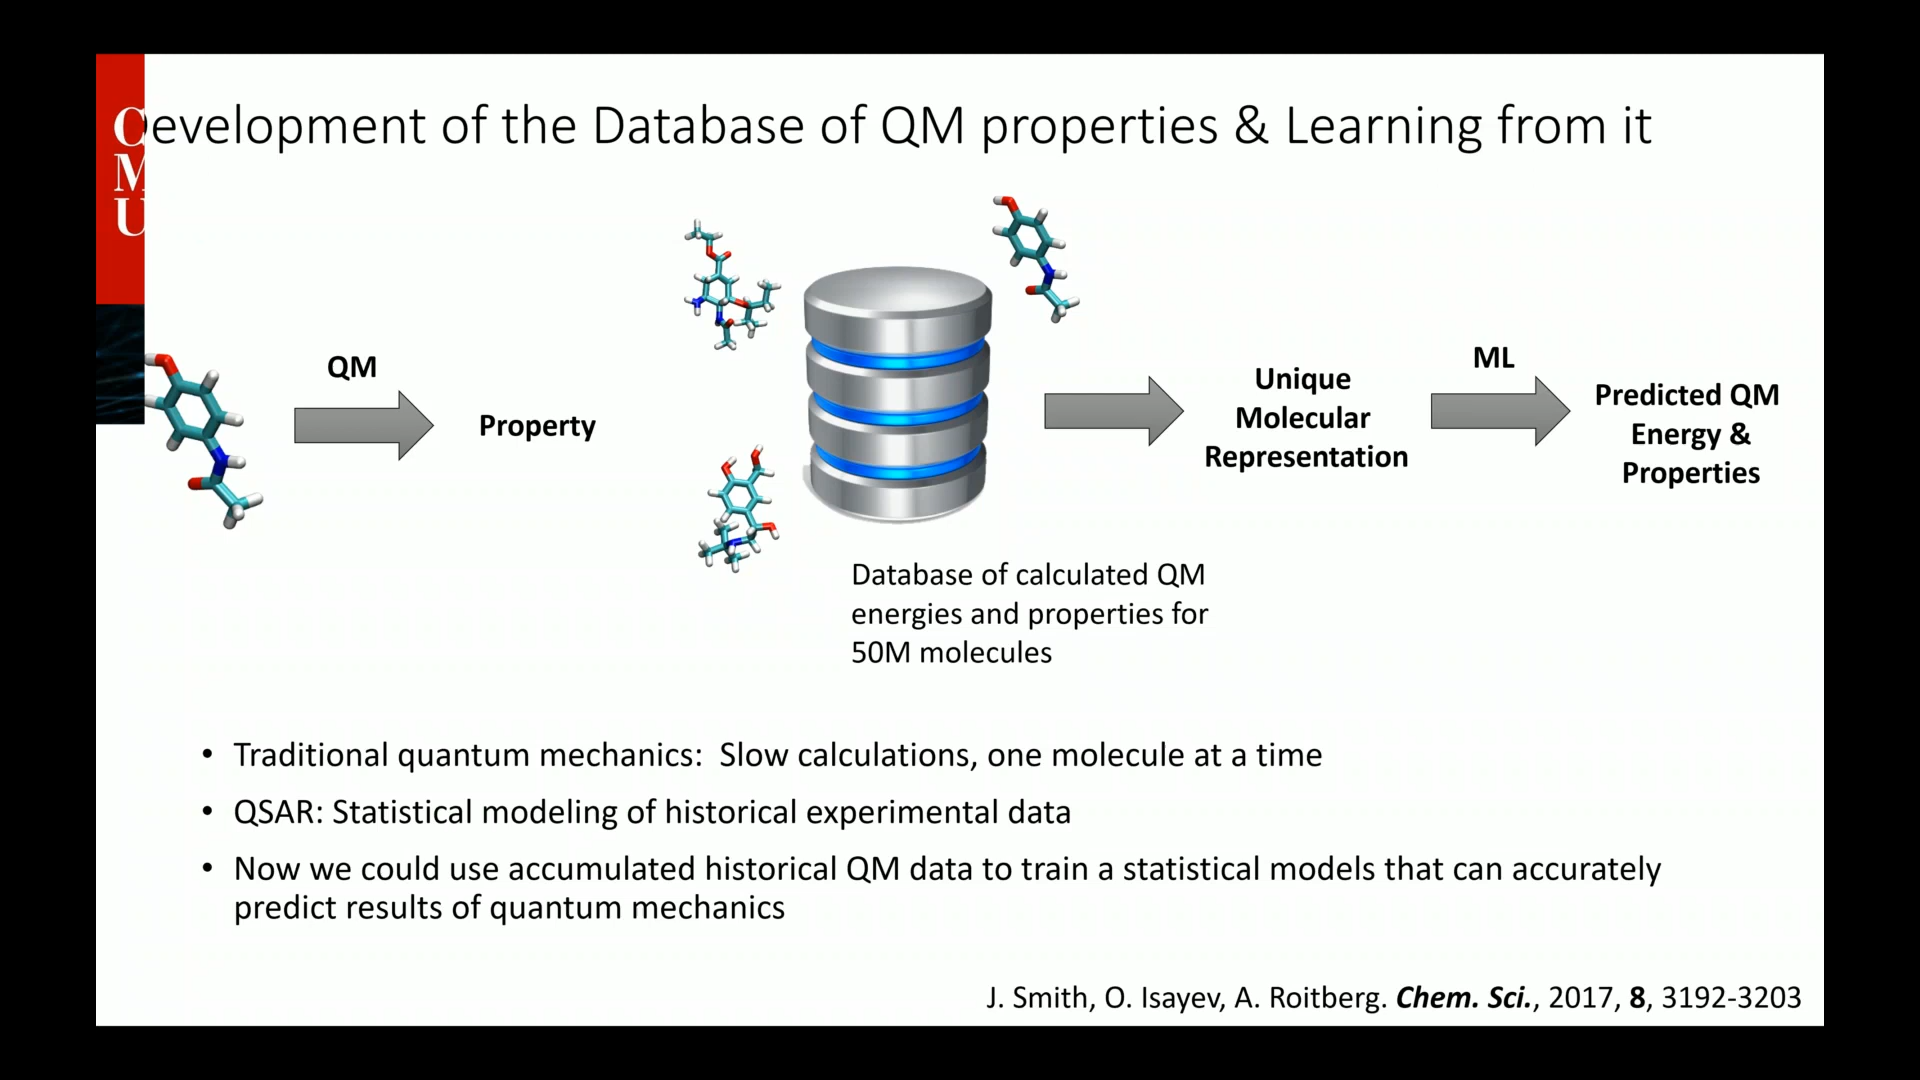 C
M
U
Development of the Database of QM properties & Learning from it
QM
Property
Unique
Molecular
Representation
ML
Predicted QM
Energy &
Properties
Database of calculated QM
energies and properties for
50M molecules
• Traditional quantum mechanics: Slow calculations, one molecule at a time
• QSAR: Statistical modeling of historical experimental data
• Now we could use accumulated historical QM data to train a statistical models that can accurately
predict results of quantum mechanics
J. Smith, O. Isayev, A. Roitberg. Chem. Sci., 2017, 8, 3192-3203